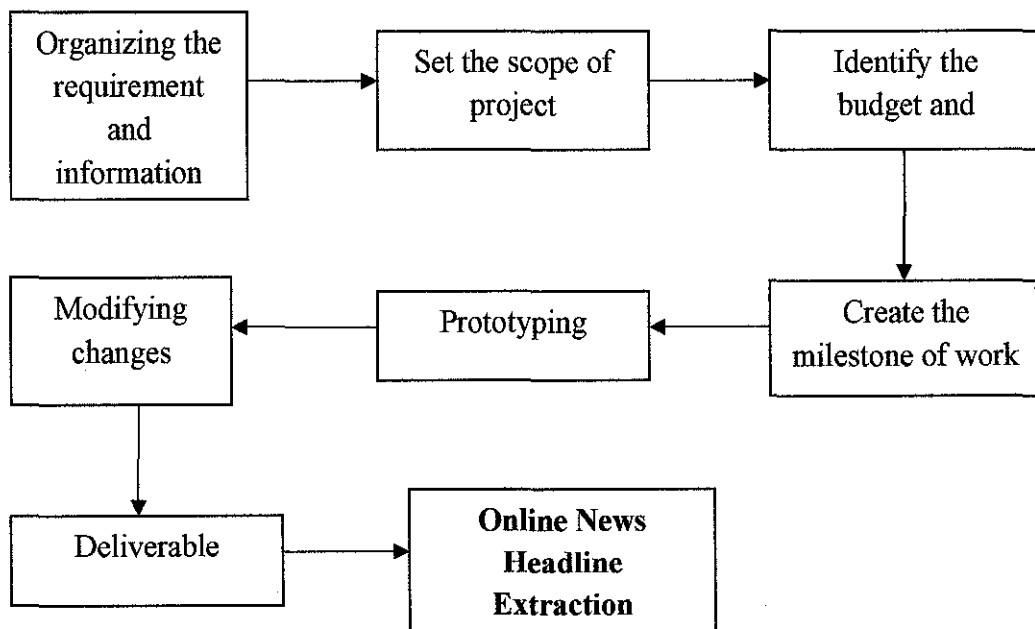 Organizing the
requirement
and
information
Set the scope of
project
Identify the
budget and
Create the
milestone of work
Prototyping
Modifying
changes
Deliverable
Online News
Headline
Extraction